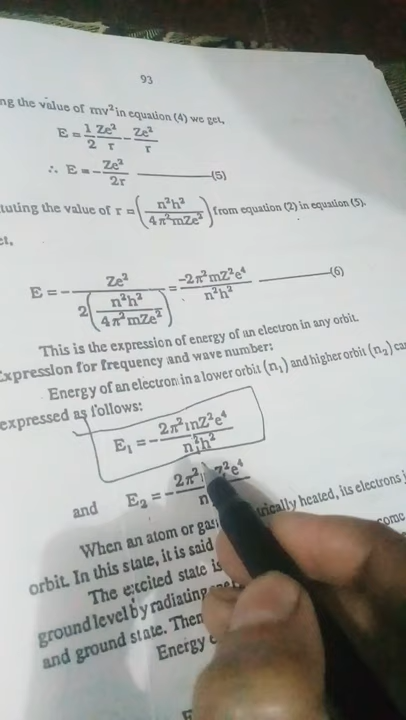 93
ng the value of mv² in equation (4) we get,
E = 1/2 Ze²/r - Ze²/r
∴ E = - Ze²/2r ———(5)
tuting the value of r = (n²h²/4π²mZe²) from equation (2) in equation (5).
et,
E = - Ze²/2(n²h²/4π²mZe²) = -2π²mZ²e⁴/n²h² ———(6)
This is the expression of energy of an electron in any orbit.
Expression for frequency and wave number:
Energy of an electron in a lower orbit (n₁) and higher orbit (n₂) ca
expressed as follows:
E₁ = - 2π²mZ²e⁴/n₁²h²
and E₂ = - 2π² Z²e⁴/n
When an atom or gas trically heated, its electrons
orbit. In this state, it is said come
The excited state is
ground level by radiating
and ground state. Then
Energy
E